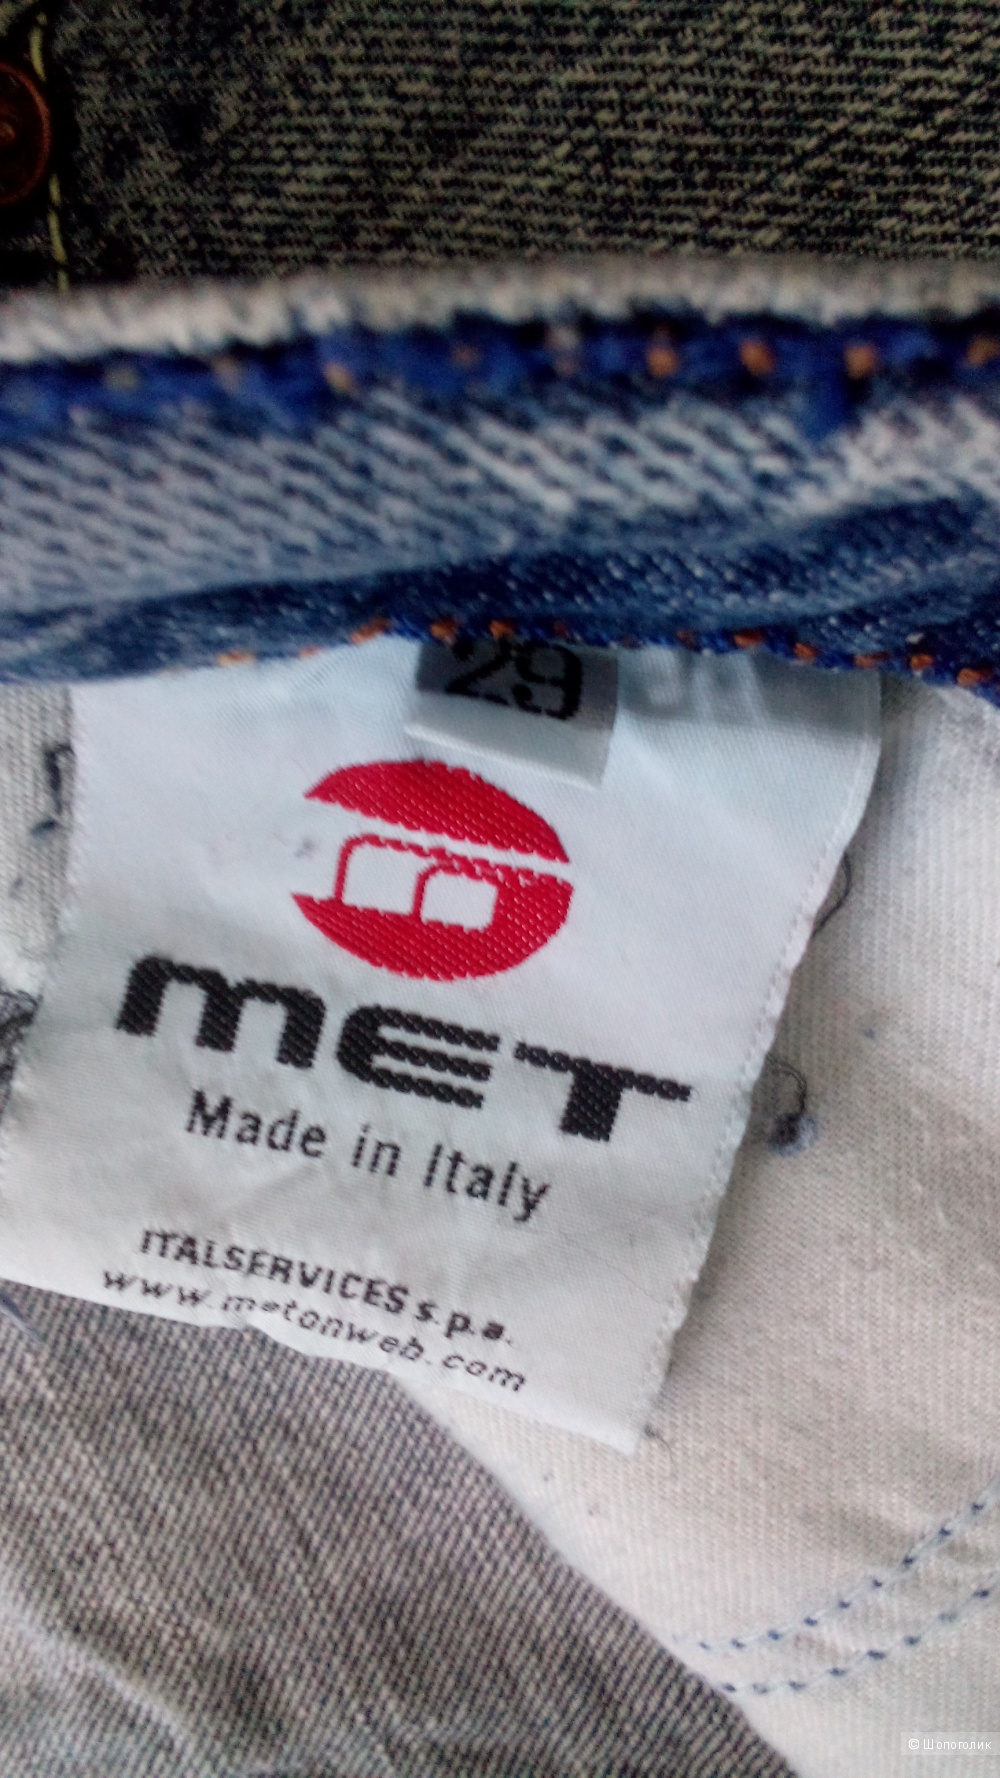 29
MET
Made in Italy
ITALSERVICES s.p.a.
www.metonweb.com
© Шопоголик